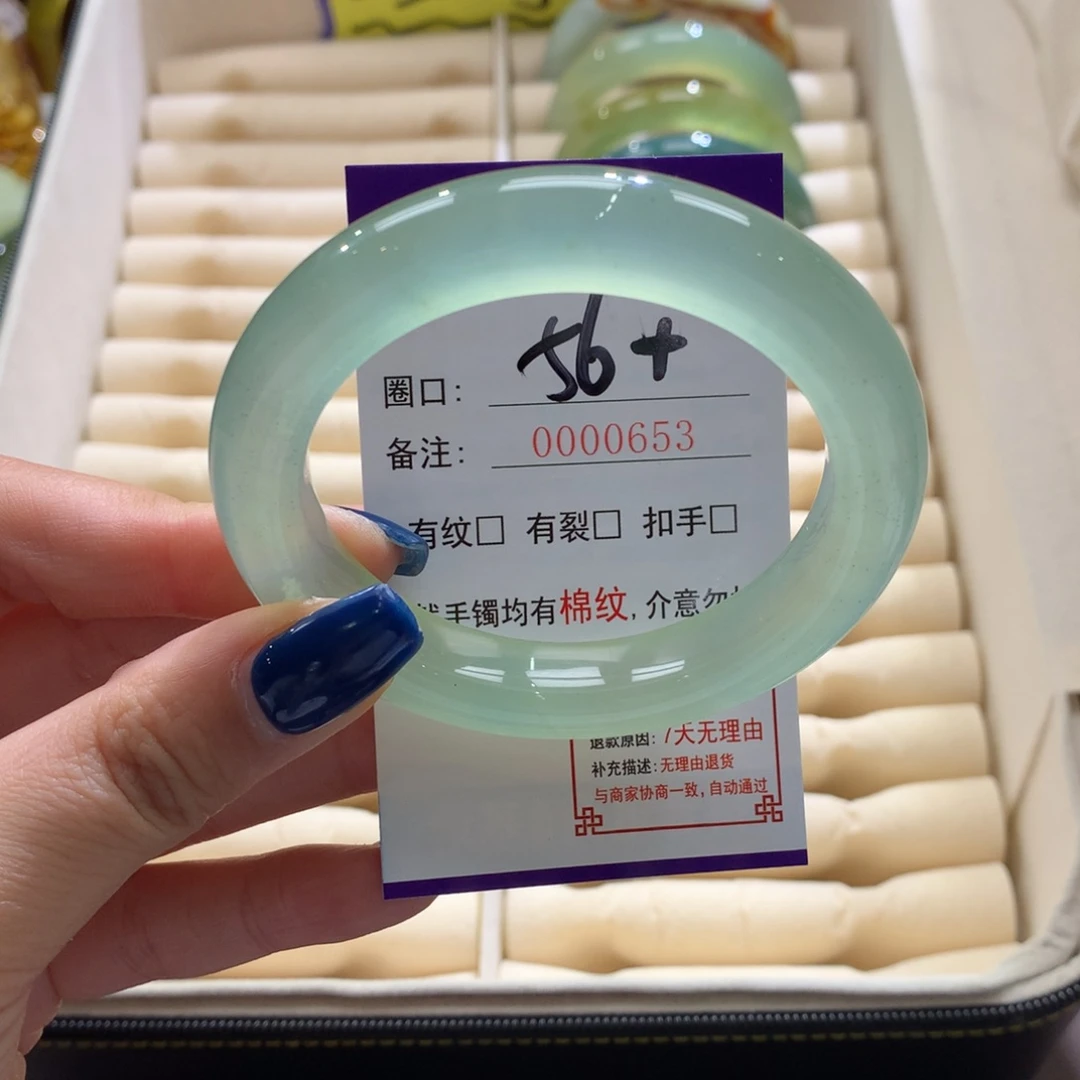 圈口: 56+
备注: 0000653
有纹□ 有裂□ 扣手□
手镯均有棉纹, 介意勿
退款原因: 7天无理由
补充描述: 无理由退货
与商家协商一致, 自动通过